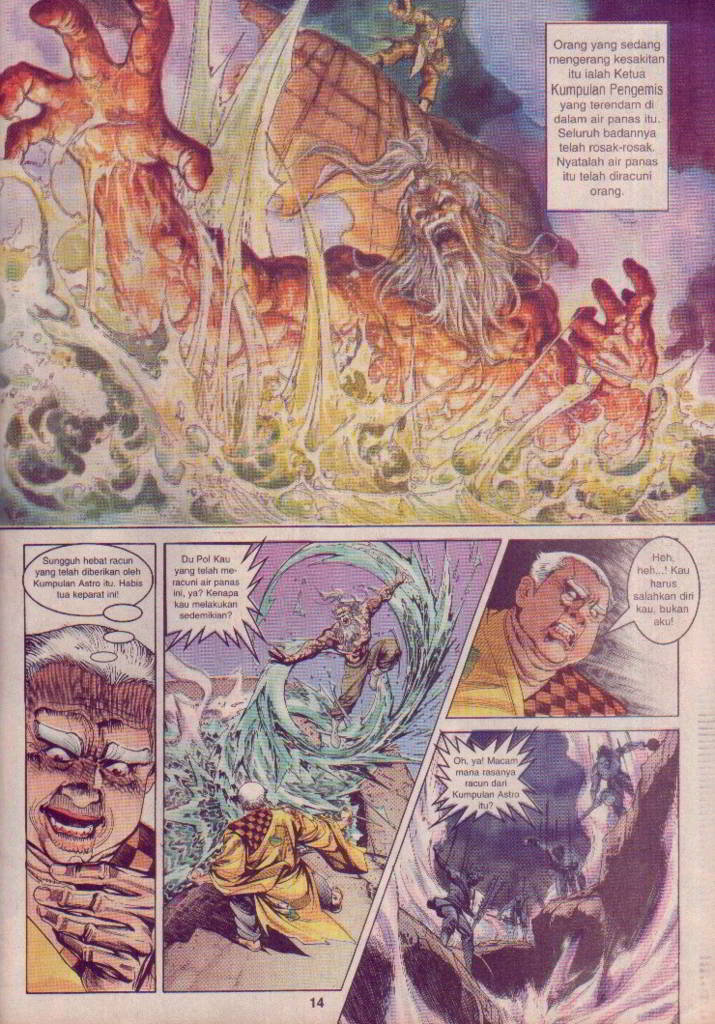 Orang yang sedang
mengerang kesakitan
itu ialah Ketua
Kumpulan Pengemis
yang terendam di
dalam air panas itu.
Seluruh badannya
telah rosak-rosak.
Nyatalah air panas
itu telah diracuni
orang.
Sungguh hebat racun
yang telah diberikan oleh
Kumpulan Astro itu. Habis
tua keparat ini!
Du Pol Kau
yang telah me-
racuni air panas
ini, ya? Kenapa
kau melakukan
sedemikian?
Heh,
heh...! Kau
harus
salahkan diri
kau, bukan
aku!
Oh, ya! Macam
mana rasanya
racun dari
Kumpulan Astro
itu?
14